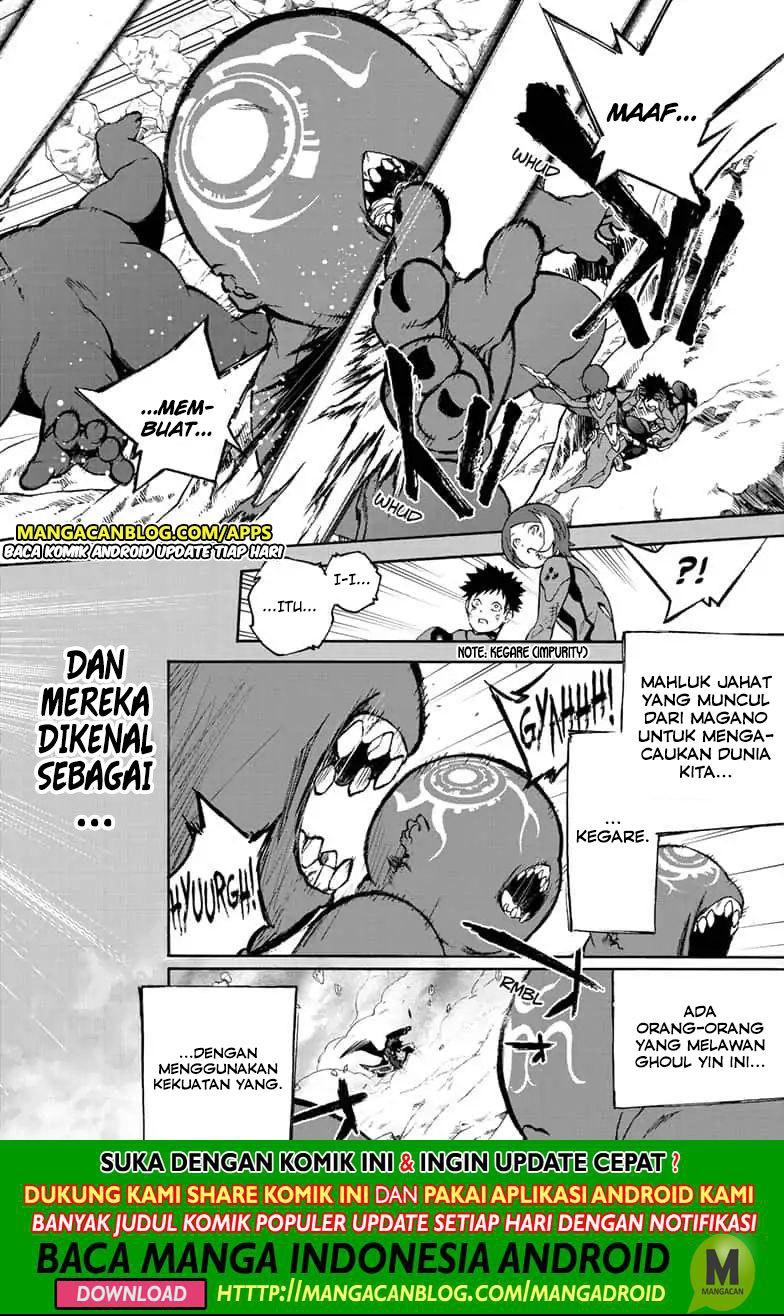 MAAF...
WHUD
...MEM-
BUAT...
WHUD
MANGACANBLOG.COM/APPS
BACA KOMIK ANDROID UPDATE TIAP HARI
?!
I-I...
...ITU...
NOTE: KEGARE (IMPURITY)
MAHLUK JAHAT
YANG MUNCUL
DARI MAGANO
UNTUK MENGA-
CAUKAN DUNIA
KITA...
...
KEGARE.
GYAHHH!
HYUURGH!
DAN
MEREKA
DIKENAL
SEBAGAI
...
ADA
ORANG-ORANG
YANG MELAWAN
GHOUL YIN INI...
RMBL
...DENGAN
MENGGUNAKAN
KEKUATAN YANG.
SUKA DENGAN KOMIK INI & INGIN UPDATE CEPAT ?
DUKUNG KAMI SHARE KOMIK INI DAN PAKAI APLIKASI ANDROID KAMI
BANYAK JUDUL KOMIK POPULER UPDATE SETIAP HARI DENGAN NOTIFIKASI
BACA MANGA INDONESIA ANDROID
DOWNLOAD
HTTTP://MANGACANBLOG.COM/MANGADROID
M
MANGACAN